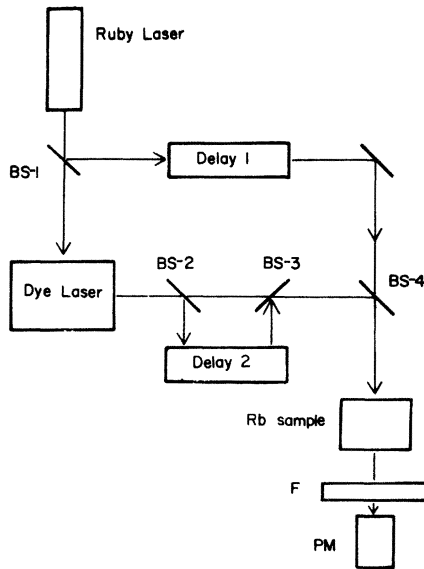 Ruby Laser
BS-1
Delay 1
BS-2
BS-3
BS-4
Dye Laser
Delay 2
Rb sample
F
PM